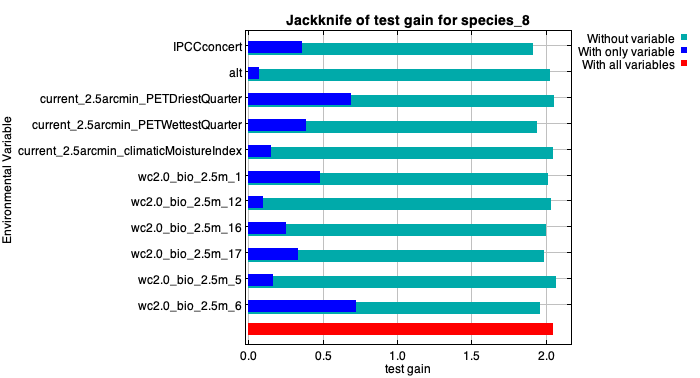 Jackknife of test gain for species_8
Without variable
With only variable
With all variables
Environmental Variable
IPCCconcert
alt
current_2.5arcmin_PETDriestQuarter
current_2.5arcmin_PETWettestQuarter
current_2.5arcmin_climaticMoistureIndex
wc2.0_bio_2.5m_1
wc2.0_bio_2.5m_12
wc2.0_bio_2.5m_16
wc2.0_bio_2.5m_17
wc2.0_bio_2.5m_5
wc2.0_bio_2.5m_6
0.0 0.5 1.0 1.5 2.0
test gain